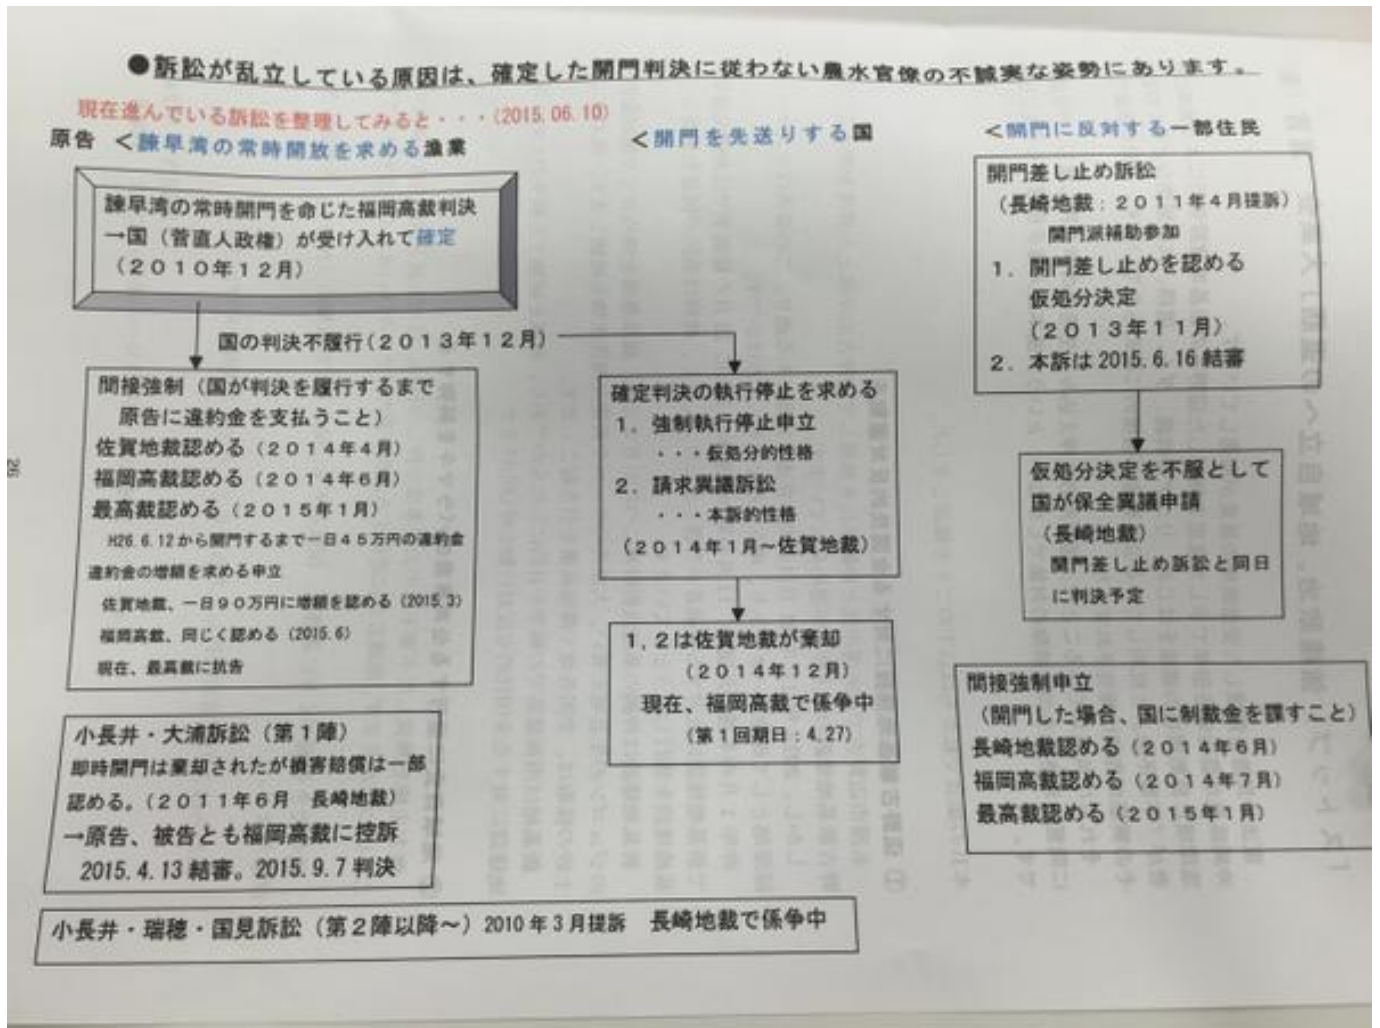 ●訴訟が乱立している原因は、確定した開門判決に従わない農水官僚の不誠実な姿勢にあります。
現在進んでいる訴訟を整理してみると・・・(2015.06.10)
原告 <諫早湾の常時開放を求める漁業
諫早湾の常時開門を命じた福岡高裁判決
→国（菅直人政権）が受け入れて確定
(２０１０年１２月)
国の判決不履行(２０１３年１２月)
間接強制（国が判決を履行するまで
原告に違約金を支払うこと）
佐賀地裁認める（２０１４年４月）
福岡高裁認める（２０１４年６月）
最高裁認める（２０１５年１月）
H26.6.12から開門するまで一日４５万円の違約金
違約金の増額を求める申立
佐賀地裁、一日９０万円に増額を認める（2015.3）
福岡高裁、同じく認める（2015.6）
現在、最高裁に抗告
小長井・大浦訴訟（第１陣）
即時開門は棄却されたが損害賠償は一部
認める。（２０１１年６月　長崎地裁）
→原告、被告とも福岡高裁に控訴
2015.4.13 結審。2015.9.7 判決
小長井・瑞穂・国見訴訟（第２陣以降～）2010年3月提訴　長崎地裁で係争中
<開門を先送りする国
確定判決の執行停止を求める
１．強制執行停止申立
・・・仮処分的性格
２．請求異議訴訟
・・・本訴的性格
(２０１４年１月～佐賀地裁)
１,２は佐賀地裁が棄却
（２０１４年１２月）
現在、福岡高裁で係争中
（第１回期日：4.27）
<開門に反対する一部住民
開門差し止め訴訟
（長崎地裁：２０１１年４月提訴）
開門派補助参加
１．開門差し止めを認める
仮処分決定
（２０１３年１１月）
２．本訴は 2015.6.16 結審
仮処分決定を不服として
国が保全異議申請
（長崎地裁）
開門差し止め訴訟と同日
に判決予定
間接強制申立
（開門した場合、国に制裁金を課すこと）
長崎地裁認める（２０１４年６月）
福岡高裁認める（２０１４年７月）
最高裁認める（２０１５年１月）
26